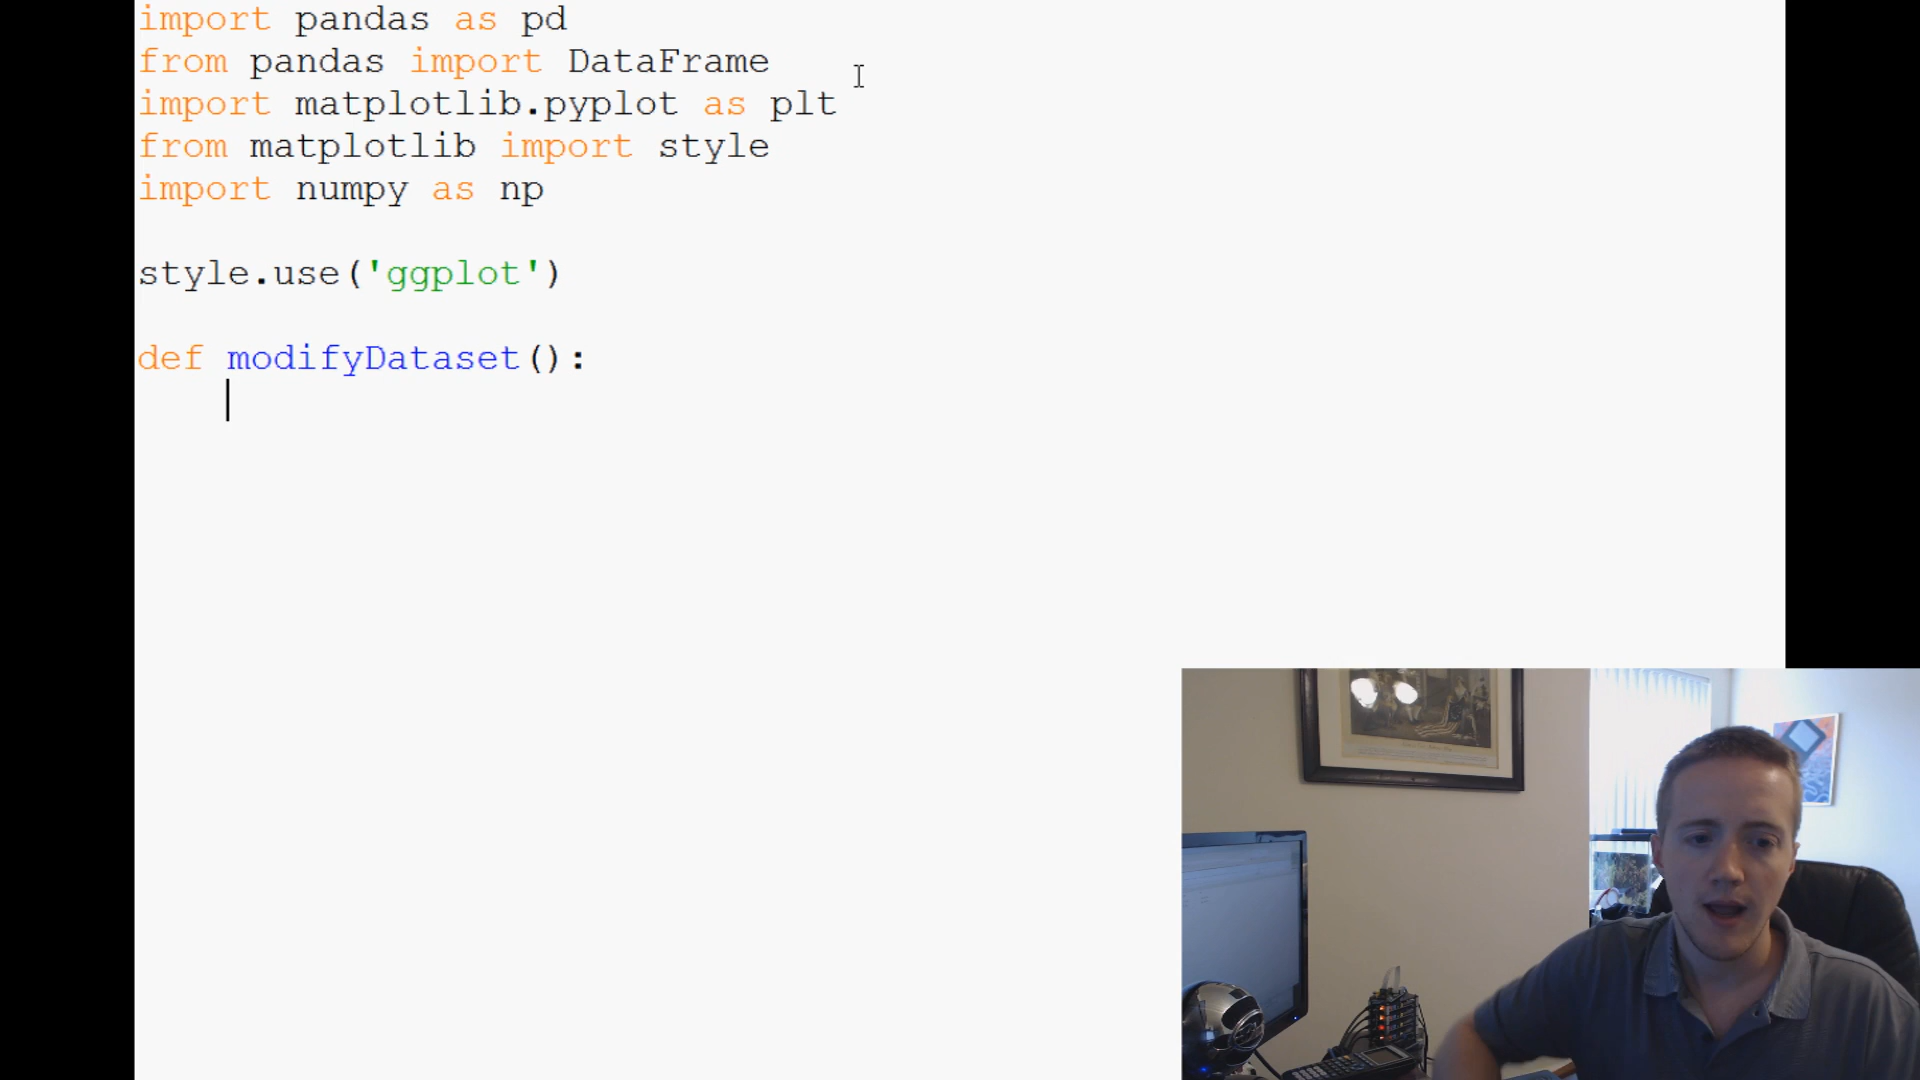 import pandas as pd
from pandas import DataFrame
import matplotlib.pyplot as plt
from matplotlib import style
import numpy as np
style.use('ggplot')
def modifyDataset():